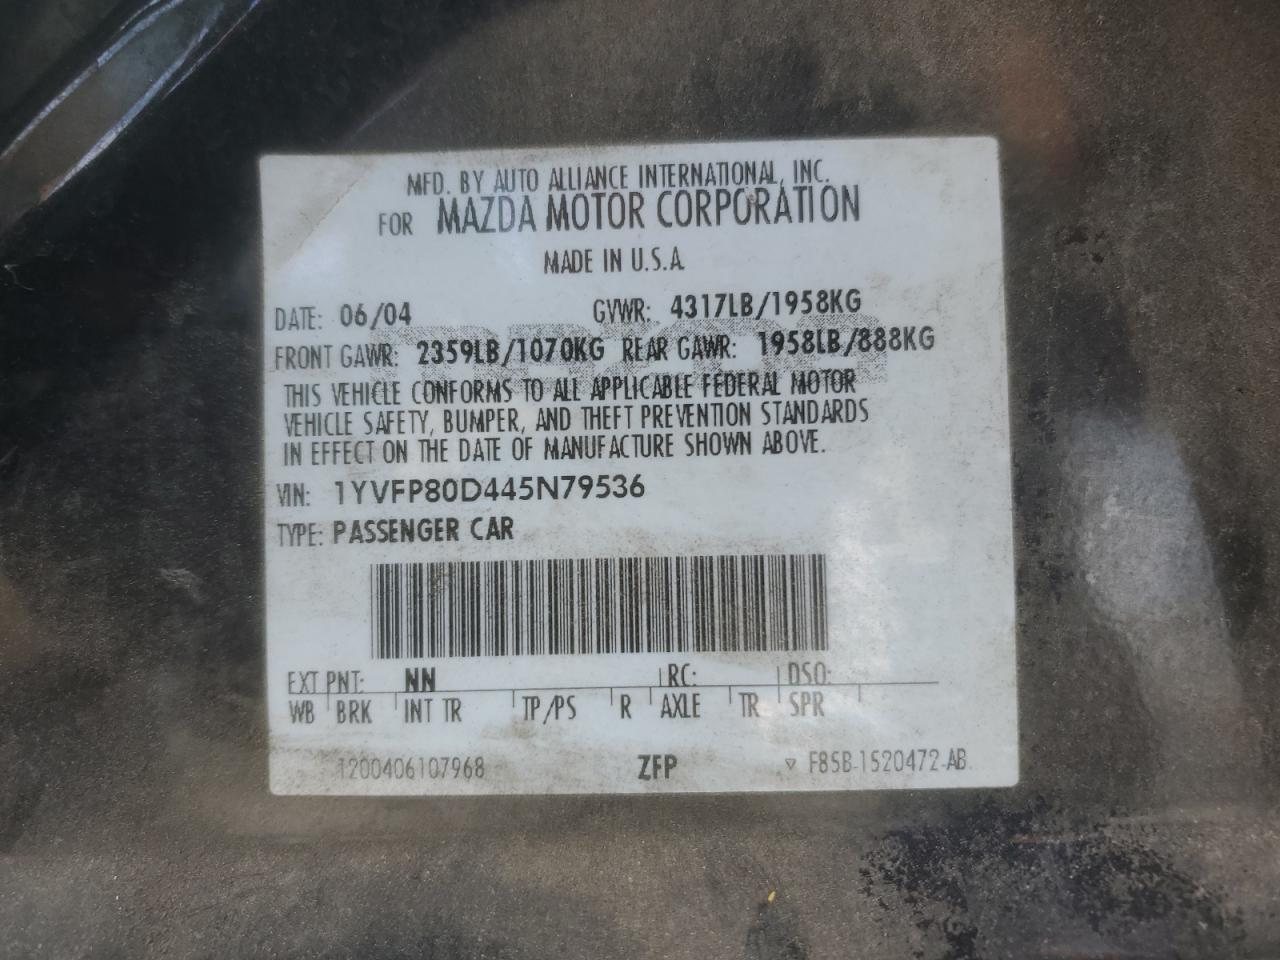 MFD. BY AUTO ALLIANCE INTERNATIONAL, INC.
FOR MAZDA MOTOR CORPORATION
MADE IN U.S.A.
DATE: 06/04 GVWR: 4317LB/1958KG
FRONT GAWR: 2359LB/1070KG REAR GAWR: 1958LB/888KG
THIS VEHICLE CONFORMS TO ALL APPLICABLE FEDERAL MOTOR
VEHICLE SAFETY, BUMPER, AND THEFT PREVENTION STANDARDS
IN EFFECT ON THE DATE OF MANUFACTURE SHOWN ABOVE.
VIN: 1YVFP80D445N79536
TYPE: PASSENGER CAR
EXT PNT: NN RC: DSO:
WB BRK INT TR TP/PS R AXLE TR SPR
1200406107968 ZFP ▽ F85B-1520472-AB